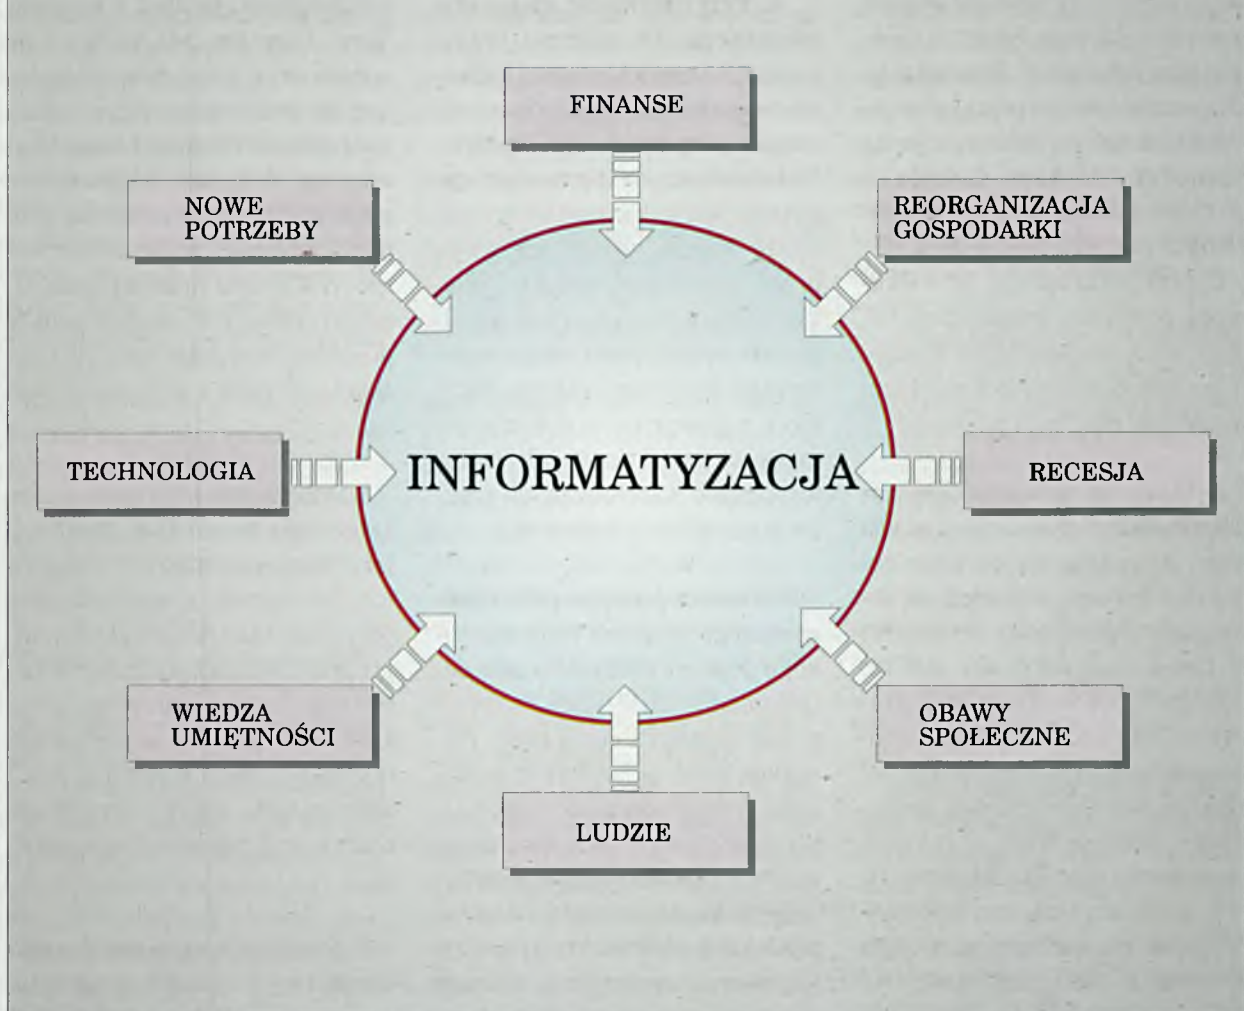 FINANSE
NOWE
POTRZEBY
REORGANIZACJA
GOSPODARKI
TECHNOLOGIA
INFORMATYZACJA
RECESJA
WIEDZA
UMIĘTNOŚCI
OBAWY
SPOŁECZNE
LUDZIE